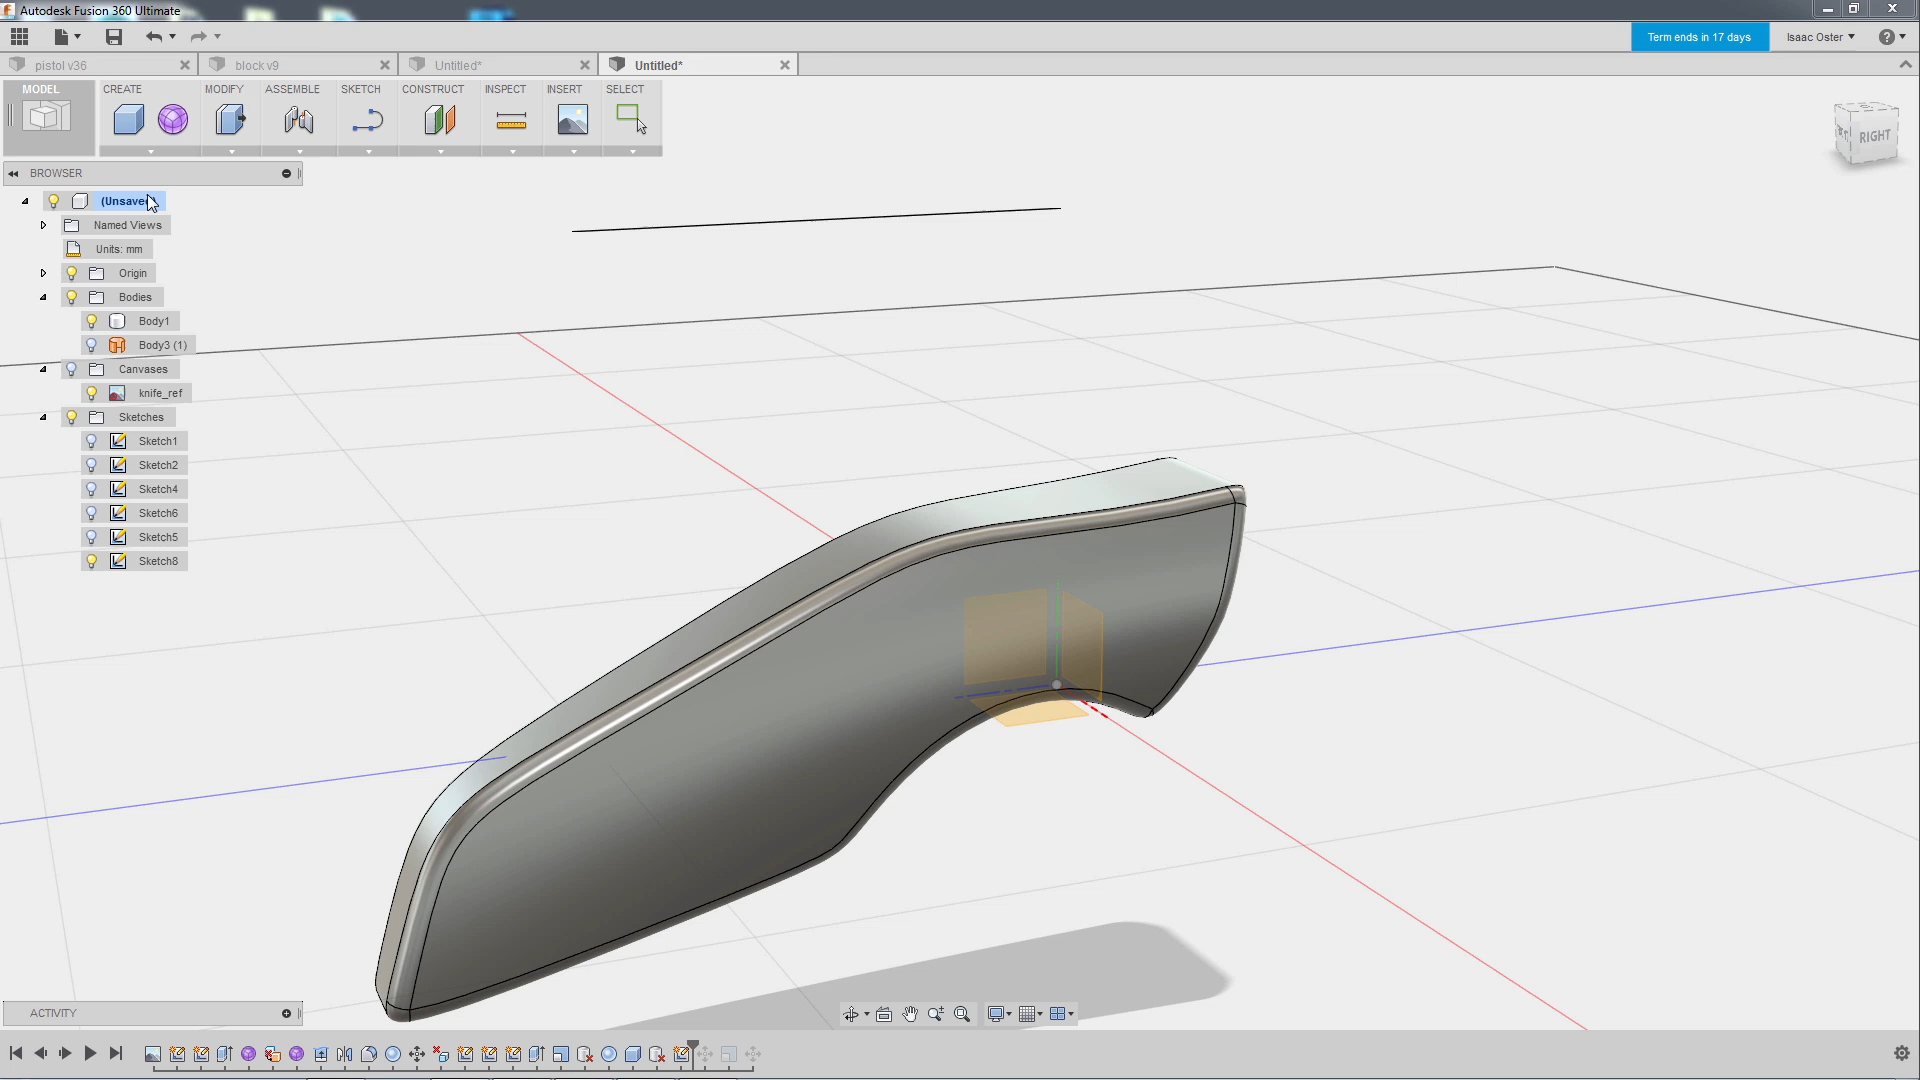 Autodesk Fusion 360 Ultimate
Term ends in 17 days
Isaac Oster
pistol v36
block v9
Untitled*
Untitled*
MODEL
CREATE
MODIFY
ASSEMBLE
SKETCH
CONSTRUCT
INSPECT
INSERT
SELECT
RIGHT
BROWSER
Named Views
Units: mm
Origin
Bodies
Body1
Body3 (1)
Canvases
knife_ref
Sketches
Sketch1
Sketch2
Sketch4
Sketch6
Sketch5
Sketch8
ACTIVITY